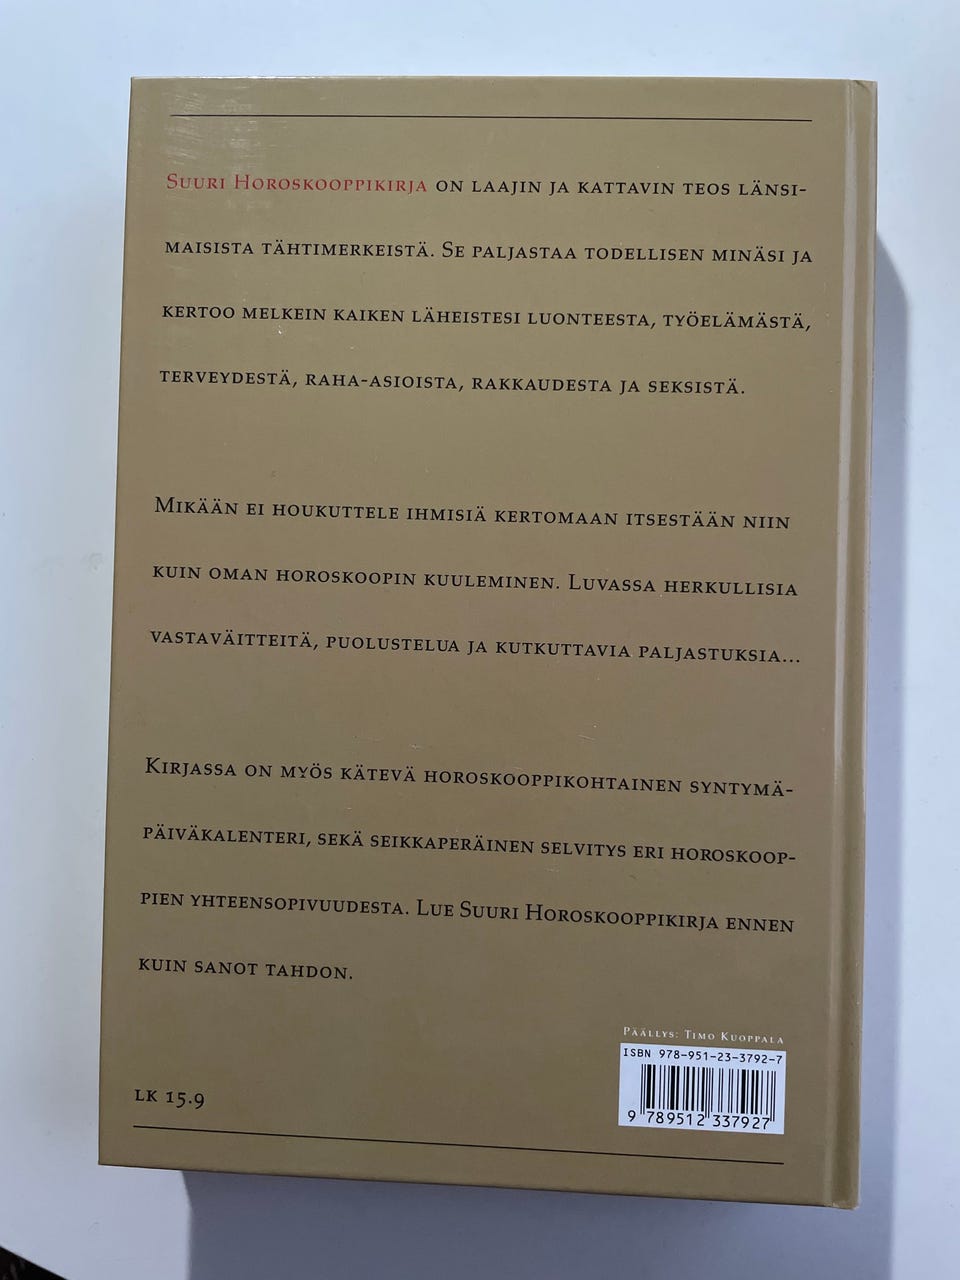 Suuri Horoskooppikirja on laajin ja kattavin teos länsi-
maisista tähtimerkeistä. Se paljastaa todellisen minäsi ja
kertoo melkein kaiken läheistesi luonteesta, työelämästä,
terveydestä, raha-asioista, rakkaudesta ja seksistä.
Mikään ei houkuttele ihmisiä kertomaan itsestään niin
kuin oman horoskoopin kuuleminen. Luvassa herkullisia
vastaväitteitä, puolustelua ja kutkuttavia paljastuksia...
Kirjassa on myös kätevä horoskooppikohtainen syntymä-
päiväkalenteri, sekä seikkaperäinen selvitys eri horoskoop-
pien yhteensopivuudesta. Lue Suuri Horoskooppikirja ennen
kuin sanot tahdon.
Päällys: Timo Kuoppala
ISBN 978-951-23-3792-7
9 789512 337927
lk 15.9